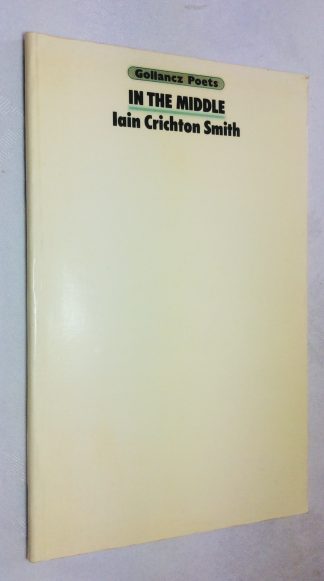 Gollancz Poets
IN THE MIDDLE
Iain Crichton Smith